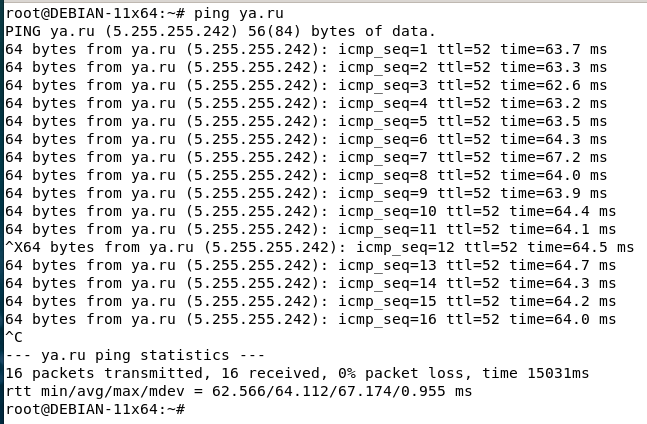 root@DEBIAN-11x64:~# ping ya.ru
PING ya.ru (5.255.255.242) 56(84) bytes of data.
64 bytes from ya.ru (5.255.255.242): icmp_seq=1 ttl=52 time=63.7 ms
64 bytes from ya.ru (5.255.255.242): icmp_seq=2 ttl=52 time=63.3 ms
64 bytes from ya.ru (5.255.255.242): icmp_seq=3 ttl=52 time=62.6 ms
64 bytes from ya.ru (5.255.255.242): icmp_seq=4 ttl=52 time=63.2 ms
64 bytes from ya.ru (5.255.255.242): icmp_seq=5 ttl=52 time=63.5 ms
64 bytes from ya.ru (5.255.255.242): icmp_seq=6 ttl=52 time=64.3 ms
64 bytes from ya.ru (5.255.255.242): icmp_seq=7 ttl=52 time=67.2 ms
64 bytes from ya.ru (5.255.255.242): icmp_seq=8 ttl=52 time=64.0 ms
64 bytes from ya.ru (5.255.255.242): icmp_seq=9 ttl=52 time=63.9 ms
64 bytes from ya.ru (5.255.255.242): icmp_seq=10 ttl=52 time=64.4 ms
64 bytes from ya.ru (5.255.255.242): icmp_seq=11 ttl=52 time=64.1 ms
^X64 bytes from ya.ru (5.255.255.242): icmp_seq=12 ttl=52 time=64.5 ms
64 bytes from ya.ru (5.255.255.242): icmp_seq=13 ttl=52 time=64.7 ms
64 bytes from ya.ru (5.255.255.242): icmp_seq=14 ttl=52 time=64.3 ms
64 bytes from ya.ru (5.255.255.242): icmp_seq=15 ttl=52 time=64.2 ms
64 bytes from ya.ru (5.255.255.242): icmp_seq=16 ttl=52 time=64.0 ms
^C
--- ya.ru ping statistics ---
16 packets transmitted, 16 received, 0% packet loss, time 15031ms
rtt min/avg/max/mdev = 62.566/64.112/67.174/0.955 ms
root@DEBIAN-11x64:~#